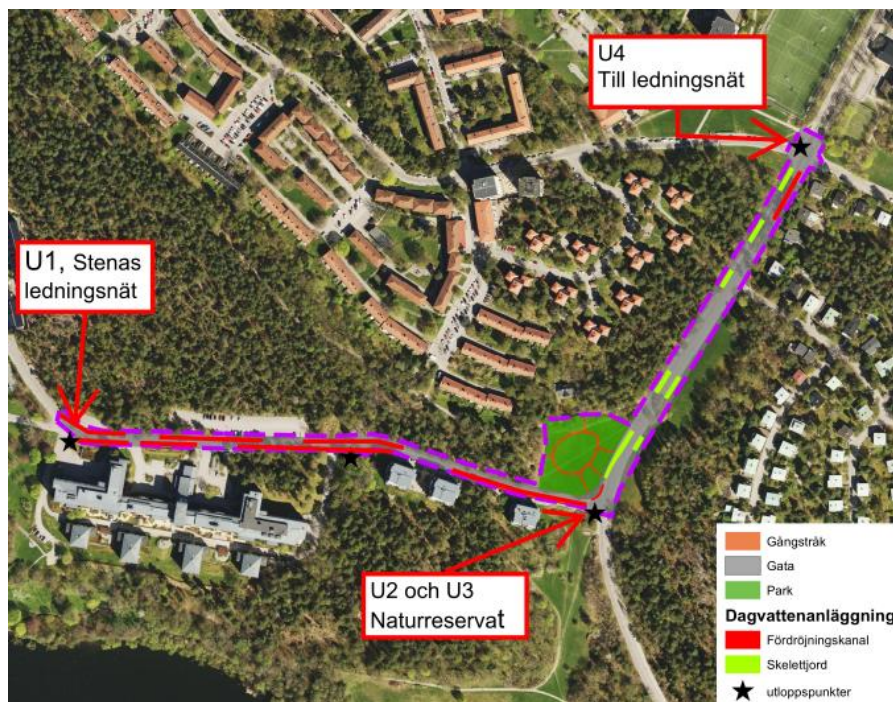 U4
Till ledningsnät
U1, Stenas
ledningsnät
U2 och U3
Naturreservat
Gångstråk
Gata
Park
Dagvattenanläggning
Fördröjningskanal
Skelettjord
utloppspunkter